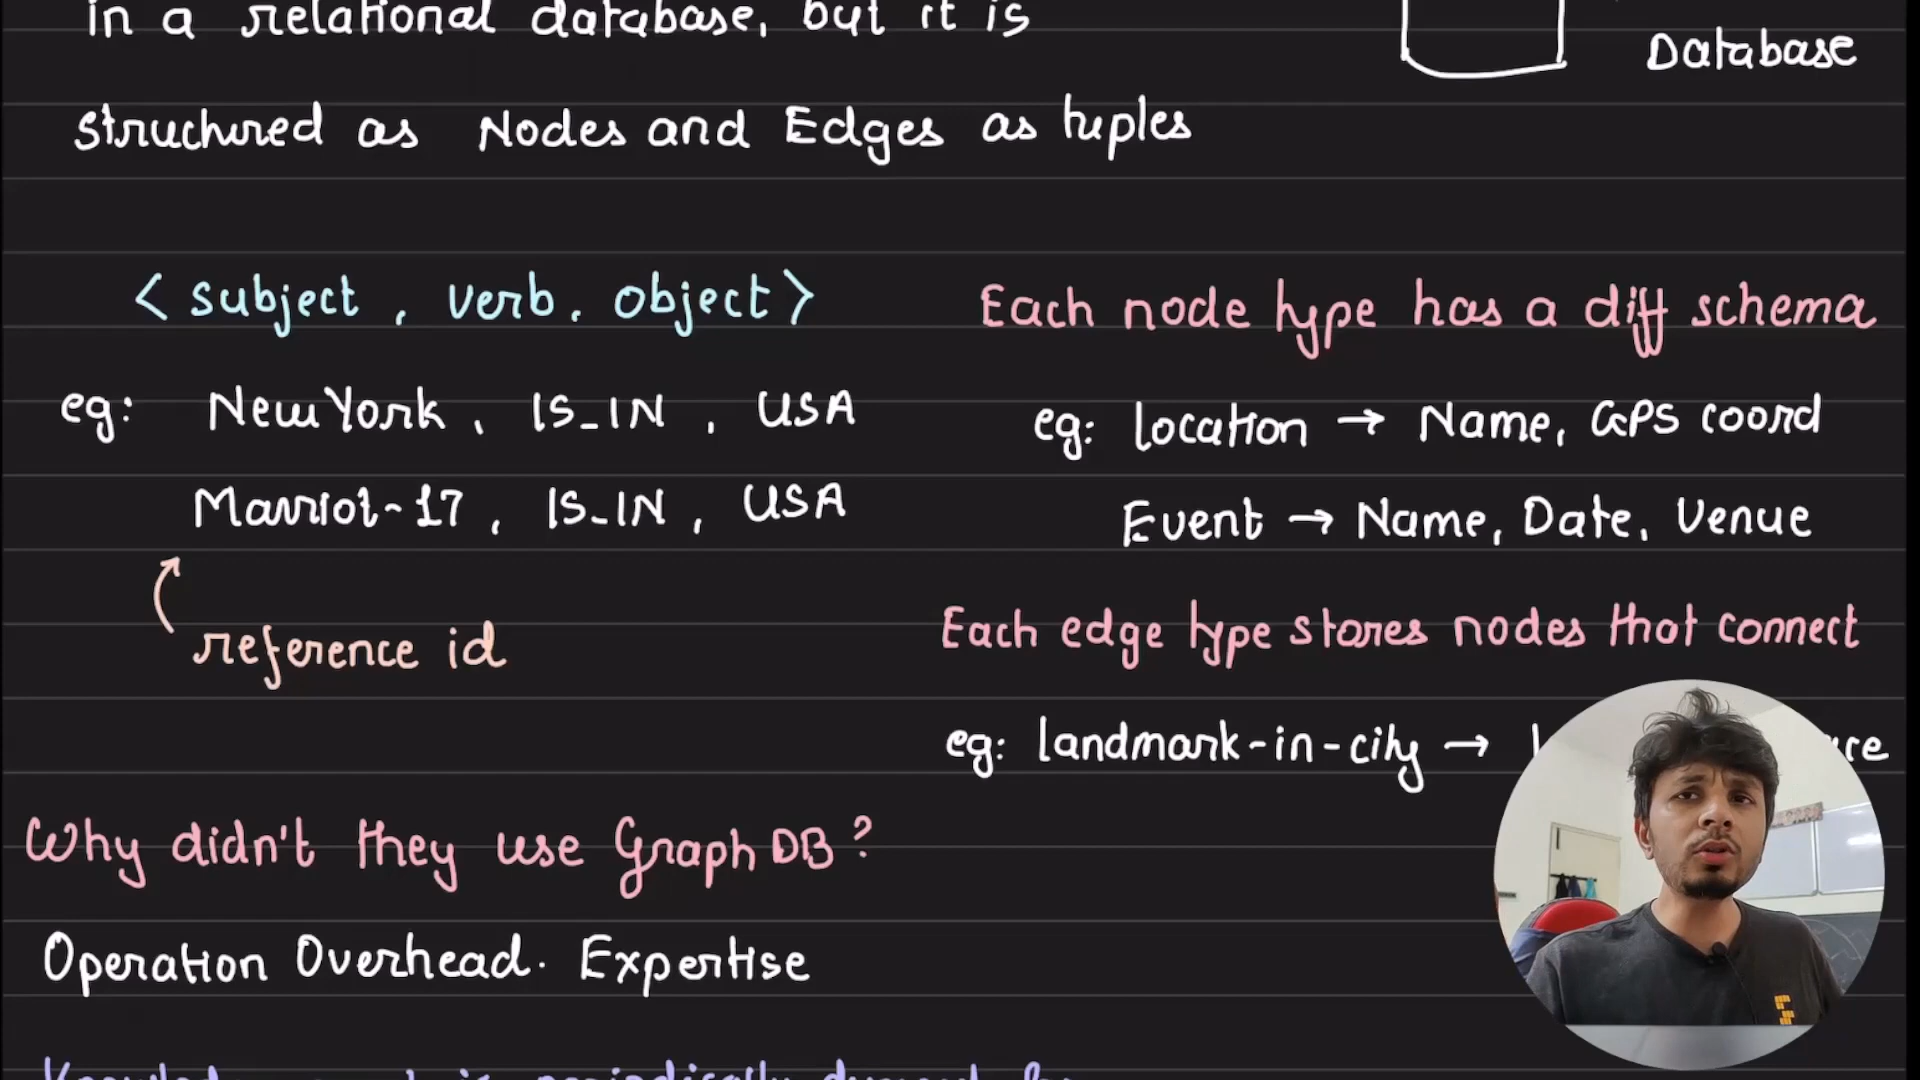 in a relational database, but it is
Database
structured as Nodes and Edges as tuples
< subject, verb, object >
eg: NewYork, IS_IN, USA
Marriot-17, IS_IN, USA
reference id
Each node type has a diff schema
eg: location → Name, GPS coord
Event → Name, Date, Venue
Each edge type stores nodes that connect
eg: landmark-in-city →
Why didn't they use Graph DB?
Operation Overhead. Expertise
is periodically